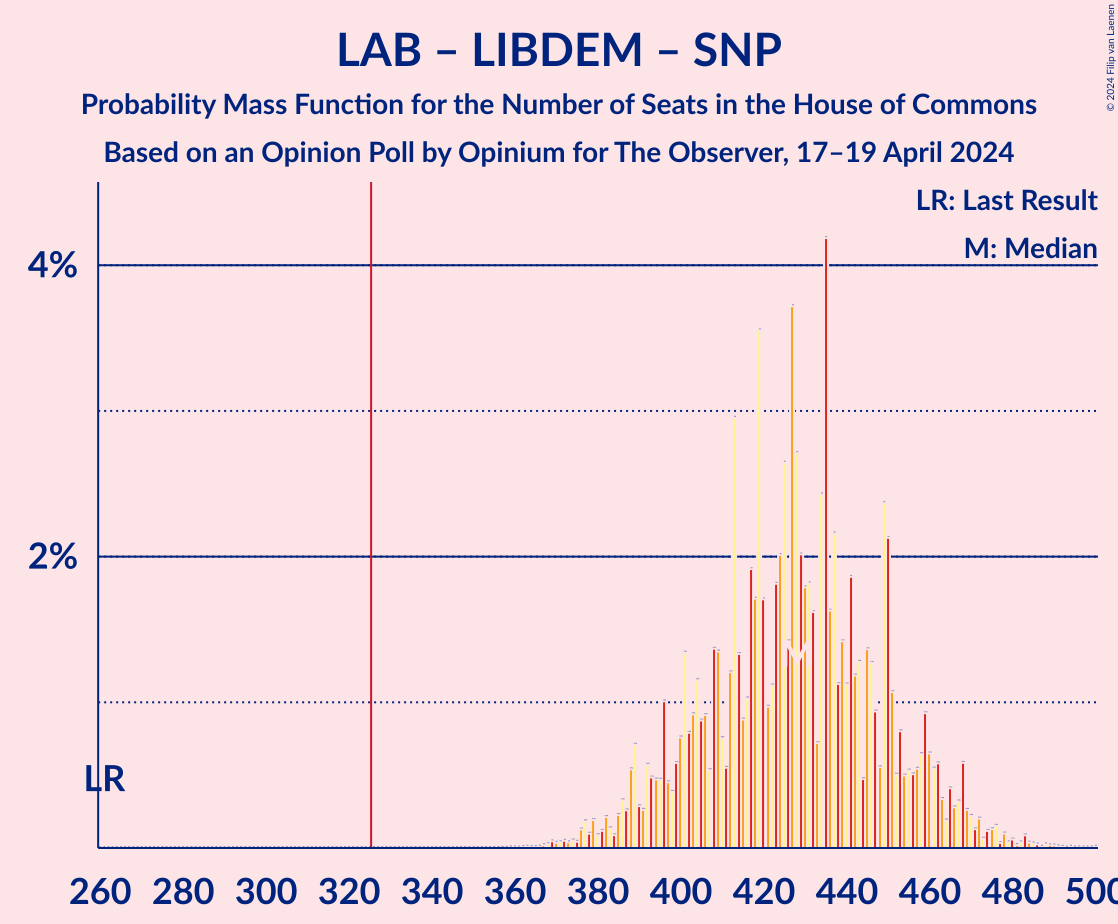 LAB – LIBDEM – SNP
Probability Mass Function for the Number of Seats in the House of Commons
Based on an Opinion Poll by Opinium for The Observer, 17–19 April 2024
© 2024 Filip van Laenen
LR: Last Result
M: Median
4%
2%
M
LR
260 280 300 320 340 360 380 400 420 440 460 480 500